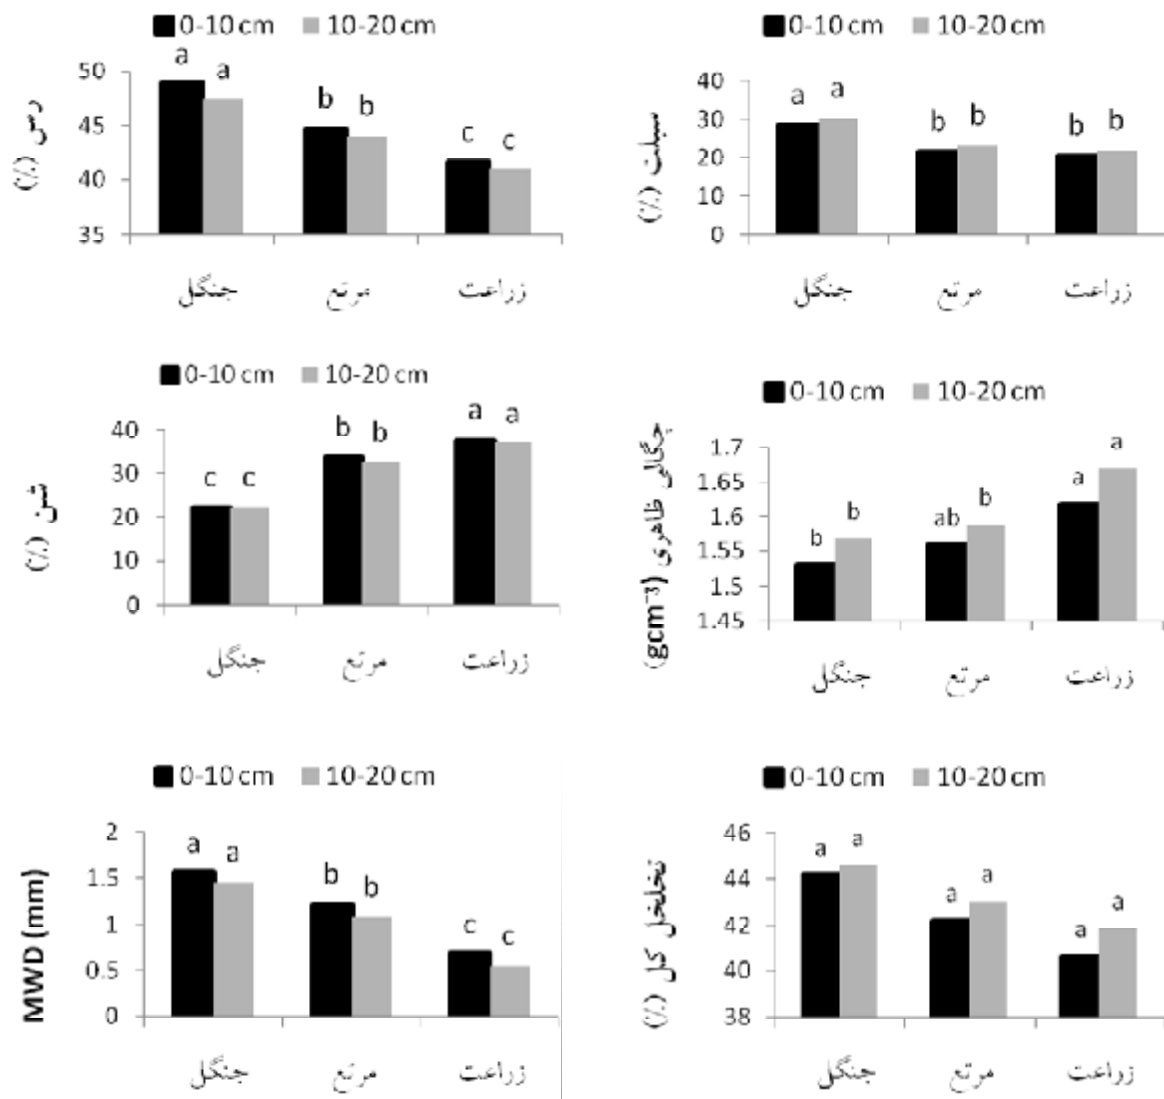 0-10 cm 10-20 cm
رس (٪)
50
45
40
35
a a b b c c
جنگل مرتع زراعت
0-10 cm 10-20 cm
سیلت (٪)
40
30
20
10
0
a a b b b b
جنگل مرتع زراعت
0-10 cm 10-20 cm
شن (٪)
40
30
20
10
0
c c b b a a
جنگل مرتع زراعت
0-10 cm 10-20 cm
چگالی ظاهری (gcm⁻³)
1.7
1.65
1.6
1.55
1.5
1.45
b b ab b a a
جنگل مرتع زراعت
0-10 cm 10-20 cm
MWD (mm)
2
1.5
1
0.5
0
a a b b c c
جنگل مرتع زراعت
0-10 cm 10-20 cm
تخلخل کل (٪)
46
44
42
40
38
a a a a a a
جنگل مرتع زراعت